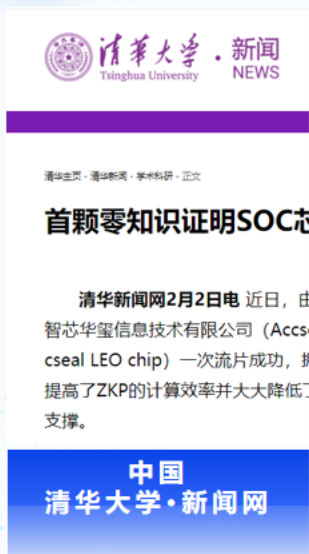 清华大学 · 新闻
Tsinghua University NEWS
清华主页 - 清华新闻 - 学术科研 - 正文
首颗零知识证明SOC芯
清华新闻网2月2日电 近日，由
智芯华玺信息技术有限公司（Accse
cseal LEO chip）一次流片成功，拥
提高了ZKP的计算效率并大大降低了
支撑。
中国
清华大学·新闻网